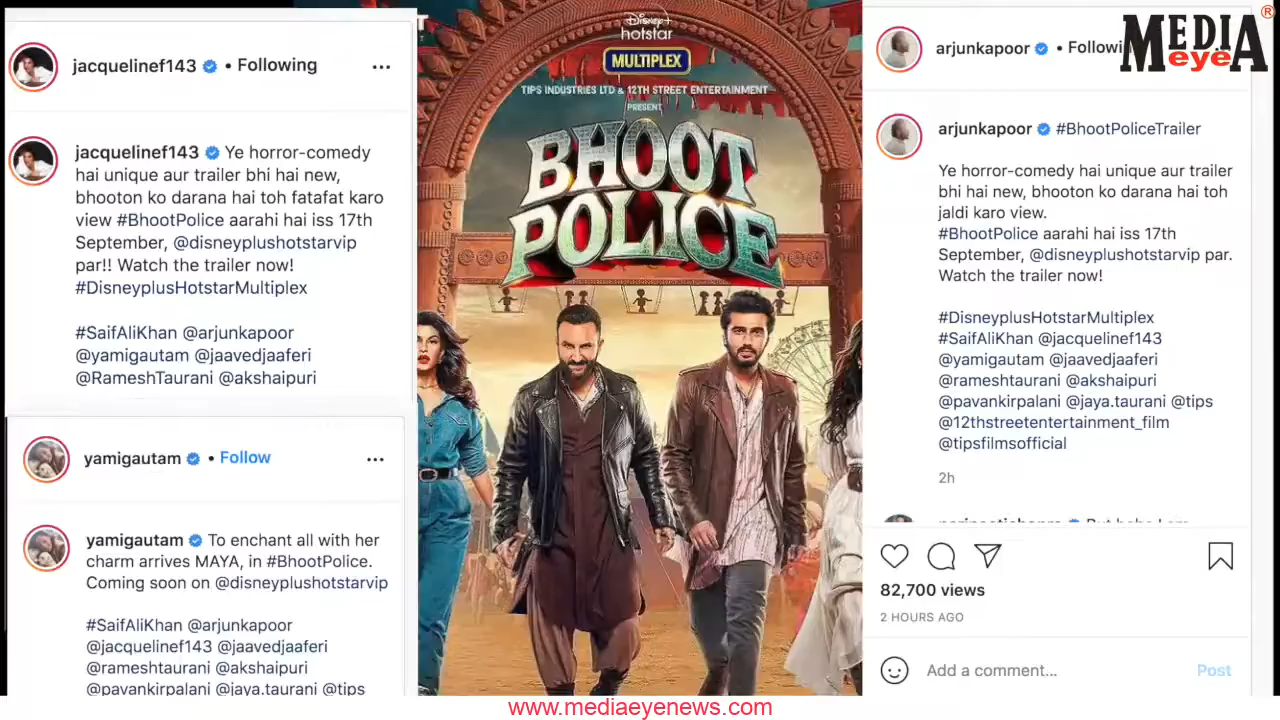 jacquelinef143 • Following
jacquelinef143 Ye horror-comedy
hai unique aur trailer bhi hai new,
bhooton ko darana hai toh fatafat karo
view #BhootPolice aarahi hai iss 17th
September, @disneyplushotstarvip
par!! Watch the trailer now!
#DisneyplusHotstarMultiplex
#SaifAliKhan @arjunkapoor
@yamigautam @jaavedjaaferi
@RameshTaurani @akshaipuri
yamigautam • Follow
yamigautam To enchant all with her
charm arrives MAYA, in #BhootPolice.
Coming soon on @disneyplushotstarvip
#SaifAliKhan @arjunkapoor
@jacquelinef143 @jaavedjaaferi
@rameshtaurani @akshaipuri
@pavankirpalani @jaya.taurani @tips
Disney+
hotstar
MULTIPLEX
TIPS INDUSTRIES LTD & 12TH STREET ENTERTAINMENT
PRESENT
BHOOT
POLICE
arjunkapoor • Followi
MEDIA
eye
®
arjunkapoor #BhootPoliceTrailer
Ye horror-comedy hai unique aur trailer
bhi hai new, bhooton ko darana hai toh
jaldi karo view.
#BhootPolice aarahi hai iss 17th
September, @disneyplushotstarvip par.
Watch the trailer now!
#DisneyplusHotstarMultiplex
#SaifAliKhan @jacquelinef143
@yamigautam @jaavedjaaferi
@rameshtaurani @akshaipuri
@pavankirpalani @jaya.taurani @tips
@12thstreetentertainment_film
@tipsfilmsofficial
2h
82,700 views
2 HOURS AGO
Add a comment...
Post
www.mediaeyenews.com